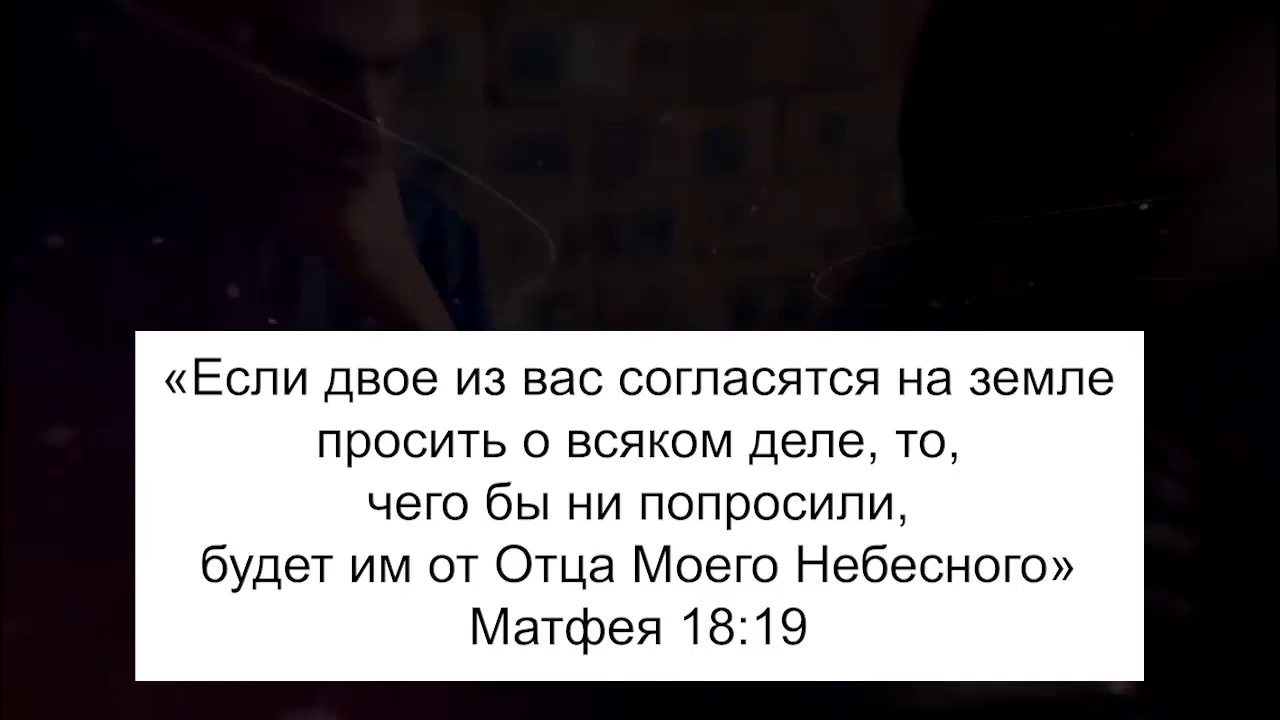 «Если двое из вас согласятся на земле
просить о всяком деле, то,
чего бы ни попросили,
будет им от Отца Моего Небесного»
Матфея 18:19